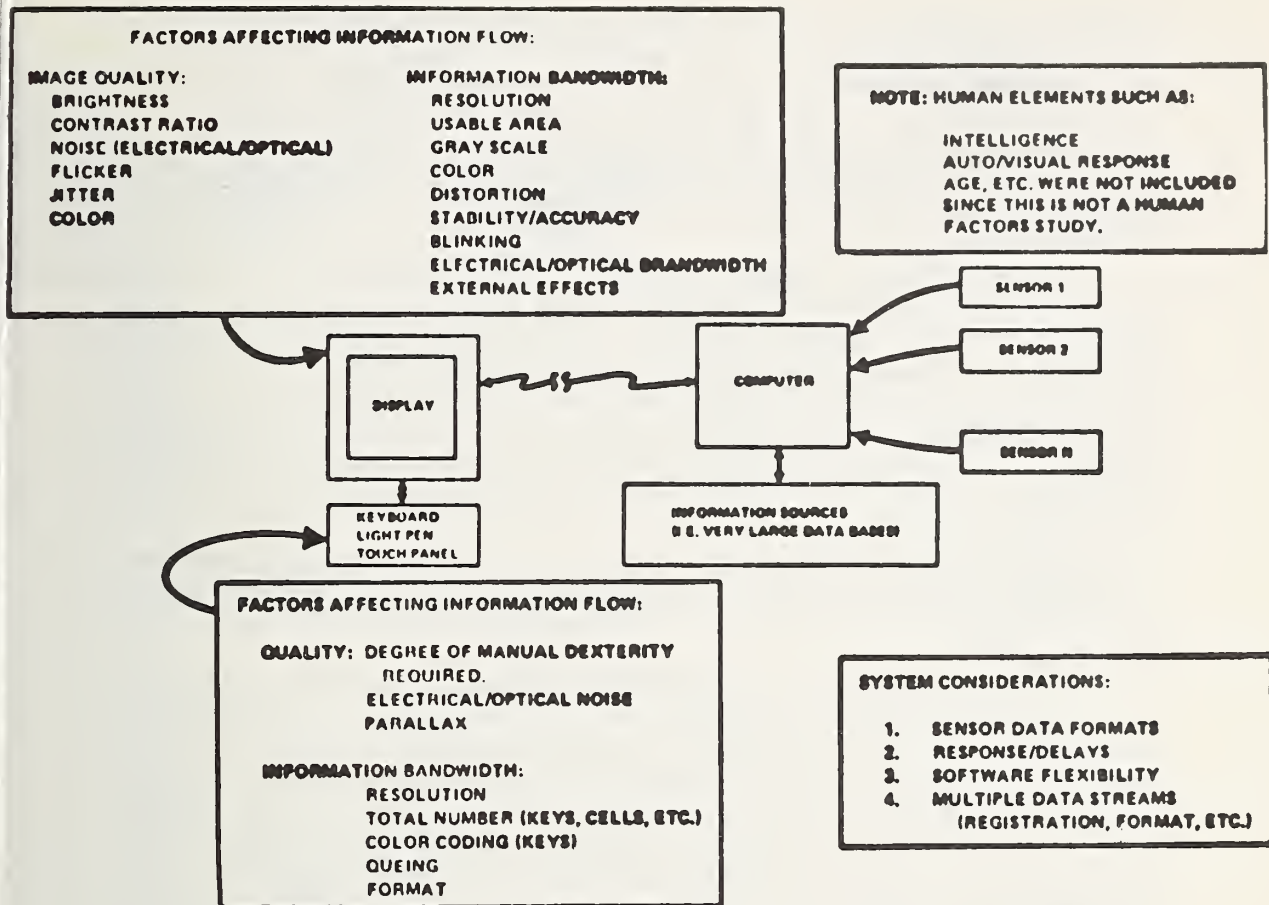 FACTORS AFFECTING INFORMATION FLOW:
IMAGE QUALITY:
BRIGHTNESS
CONTRAST RATIO
NOISE (ELECTRICAL/OPTICAL)
FLICKER
JITTER
COLOR
INFORMATION BANDWIDTH:
RESOLUTION
USABLE AREA
GRAY SCALE
COLOR
DISTORTION
STABILITY/ACCURACY
BLINKING
ELECTRICAL/OPTICAL BRANDWIDTH
EXTERNAL EFFECTS
NOTE: HUMAN ELEMENTS SUCH AS:
INTELLIGENCE
AUTO/VISUAL RESPONSE
AGE, ETC. WERE NOT INCLUDED
SINCE THIS IS NOT A HUMAN
FACTORS STUDY.
SENSOR 1
SENSOR 2
SENSOR N
COMPUTER
DISPLAY
KEYBOARD
LIGHT PEN
TOUCH PANEL
INFORMATION SOURCES
(I.E. VERY LARGE DATA BASES)
FACTORS AFFECTING INFORMATION FLOW:
QUALITY: DEGREE OF MANUAL DEXTERITY
REQUIRED.
ELECTRICAL/OPTICAL NOISE
PARALLAX
INFORMATION BANDWIDTH:
RESOLUTION
TOTAL NUMBER (KEYS, CELLS, ETC.)
COLOR CODING (KEYS)
QUEING
FORMAT
SYSTEM CONSIDERATIONS:
1. SENSOR DATA FORMATS
2. RESPONSE/DELAYS
3. SOFTWARE FLEXIBILITY
4. MULTIPLE DATA STREAMS
(REGISTRATION, FORMAT, ETC.)